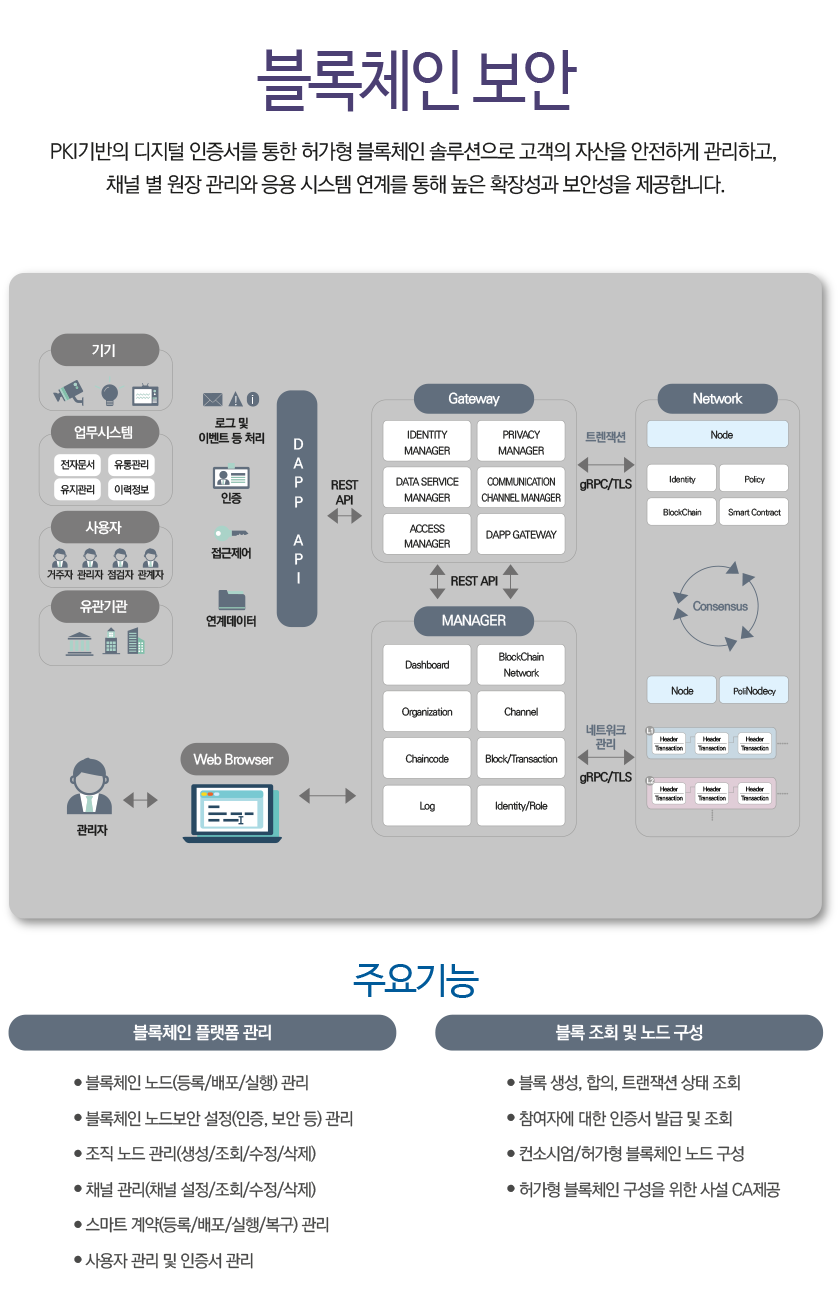 블록체인 보안
PKI기반의 디지털 인증서를 통한 허가형 블록체인 솔루션으로 고객의 자산을 안전하게 관리하고,
채널 별 원장 관리와 응용 시스템 연계를 통해 높은 확장성과 보안성을 제공합니다.
기기
업무시스템
전자문서
유통관리
유지관리
이력정보
사용자
거주자
관리자
점검자
관계자
유관기관
로그 및
이벤트 등 처리
인증
접근제어
연계데이터
DAPP API
REST
API
Gateway
IDENTITY
MANAGER
PRIVACY
MANAGER
DATA SERVICE
MANAGER
COMMUNICATION
CHANNEL MANAGER
ACCESS
MANAGER
DAPP GATEWAY
REST API
MANAGER
Dashboard
BlockChain
Network
Organization
Channel
Chaincode
Block/Transaction
Log
Identity/Role
트렌잭션
gRPC/TLS
네트워크
관리
gRPC/TLS
Network
Node
Identity
Policy
BlockChain
Smart Contract
Consensus
Node
PoliNodecy
L1
Header
Transaction
Header
Transaction
Header
Transaction
Header
Transaction
Header
Transaction
Header
Transaction
관리자
Web Browser
주요기능
블록체인 플랫폼 관리
• 블록체인 노드(등록/배포/실행) 관리
• 블록체인 노드보안 설정(인증, 보안 등) 관리
• 조직 노드 관리(생성/조회/수정/삭제)
• 채널 관리(채널 설정/조회/수정/삭제)
• 스마트 계약(등록/배포/실행/복구) 관리
• 사용자 관리 및 인증서 관리
블록 조회 및 노드 구성
• 블록 생성, 합의, 트랜잭션 상태 조회
• 참여자에 대한 인증서 발급 및 조회
• 컨소시엄/허가형 블록체인 노드 구성
• 허가형 블록체인 구성을 위한 사설 CA제공